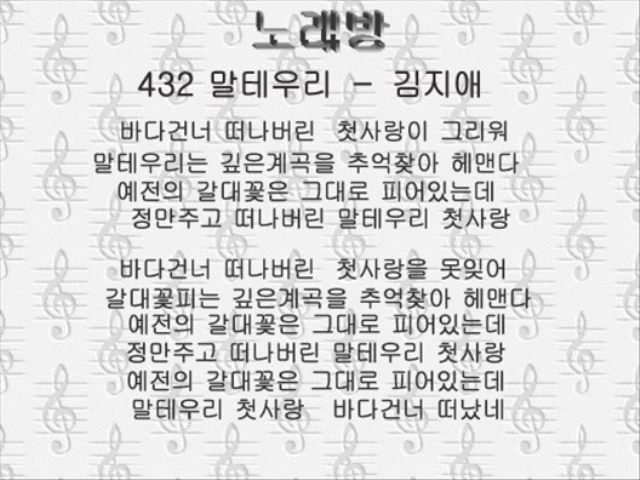 노래방
432 말테우리 - 김지애
바다건너 떠나버린 첫사랑이 그리워
말테우리는 깊은계곡을 추억찾아 헤맨다
예전의 갈대꽃은 그대로 피어있는데
정만주고 떠나버린 말테우리 첫사랑
바다건너 떠나버린 첫사랑을 못잊어
갈대꽃피는 깊은계곡을 추억찾아 헤맨다
예전의 갈대꽃은 그대로 피어있는데
정만주고 떠나버린 말테우리 첫사랑
예전의 갈대꽃은 그대로 피어있는데
말테우리 첫사랑 바다건너 떠났네